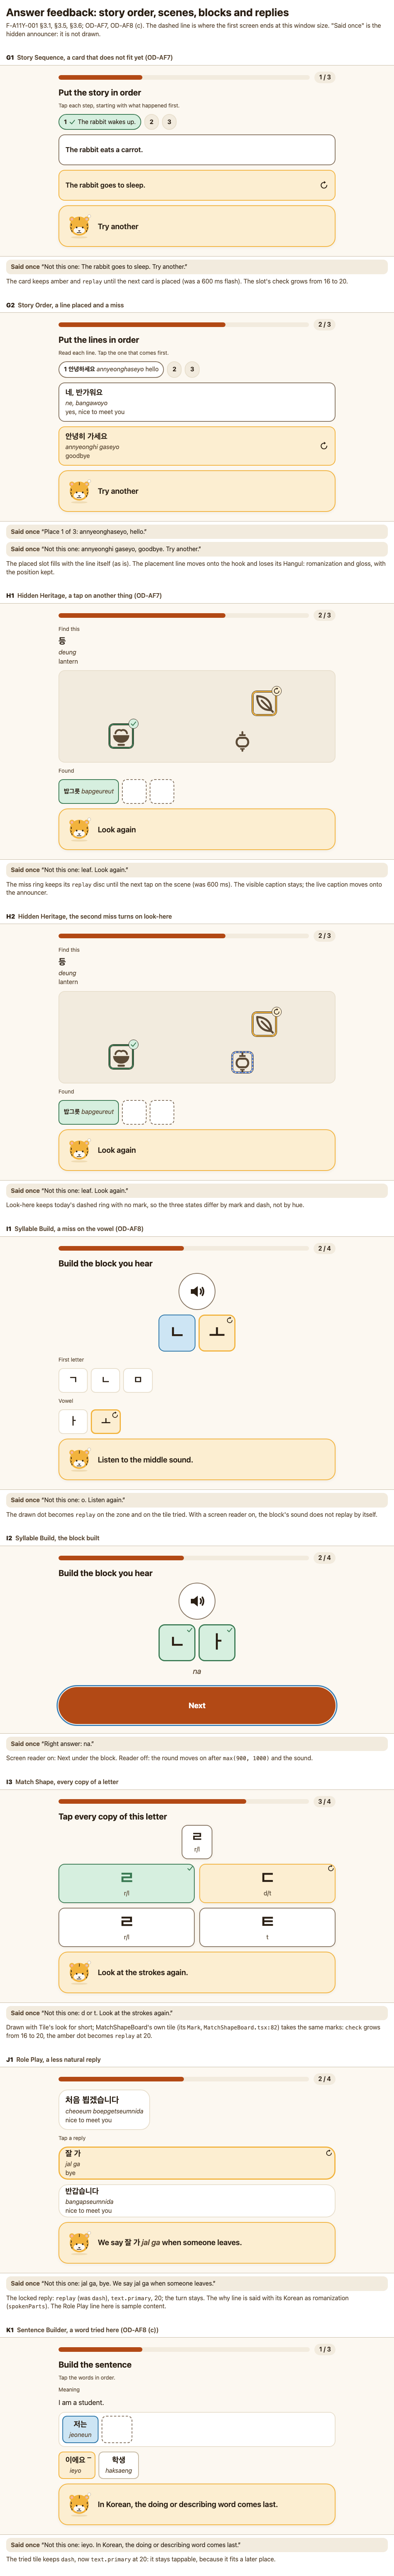 Answer feedback: story order, scenes, blocks and replies
F-A11Y-001 §3.1, §3.5, §3.6; OD-AF7, OD-AF8 (c). The dashed line is where the first screen ends at this window size. "Said once" is the
hidden announcer: it is not drawn.
G1 Story Sequence, a card that does not fit yet (OD-AF7)
1 / 3
Put the story in order
Tap each step, starting with what happened first.
1 The rabbit wakes up. 2 3
The rabbit eats a carrot.
The rabbit goes to sleep.
Try another
Said once "Not this one: The rabbit goes to sleep. Try another."
The card keeps amber and replay until the next card is placed (was a 600 ms flash). The slot's check grows from 16 to 20.
G2 Story Order, a line placed and a miss
2 / 3
Put the lines in order
Read each line. Tap the one that comes first.
1 안녕하세요 annyeonghaseyo hello 2 3
네, 반가워요
ne, bangawoyo
yes, nice to meet you
안녕히 가세요
annyeonghi gaseyo
goodbye
Try another
Said once "Place 1 of 3: annyeonghaseyo, hello."
Said once "Not this one: annyeonghi gaseyo, goodbye. Try another."
The placed slot fills with the line itself (as is). The placement line moves onto the hook and loses its Hangul: romanization and gloss, with
the position kept.
H1 Hidden Heritage, a tap on another thing (OD-AF7)
2 / 3
Find this
등
deung
lantern
Found
밥그릇 bapgeureut
Look again
Said once "Not this one: leaf. Look again."
The miss ring keeps its replay disc until the next tap on the scene (was 600 ms). The visible caption stays; the live caption moves onto
the announcer.
H2 Hidden Heritage, the second miss turns on look-here
2 / 3
Find this
등
deung
lantern
Found
밥그릇 bapgeureut
Look again
Said once "Not this one: leaf. Look again."
Look-here keeps today's dashed ring with no mark, so the three states differ by mark and dash, not by hue.
I1 Syllable Build, a miss on the vowel (OD-AF8)
2 / 4
Build the block you hear
ㄴ ㅗ
First letter
ㄱ ㄴ ㅁ
Vowel
ㅏ ㅗ
Listen to the middle sound.
Said once "Not this one: o. Listen again."
The drawn dot becomes replay on the zone and on the tile tried. With a screen reader on, the block's sound does not replay by itself.
I2 Syllable Build, the block built
2 / 4
Build the block you hear
ㄴ ㅏ
na
Next
Said once "Right answer: na."
Screen reader on: Next under the block. Reader off: the round moves on after max(900, 1000) and the sound.
I3 Match Shape, every copy of a letter
3 / 4
Tap every copy of this letter
ㄹ
r/l
ㄹ
r/l
ㄷ
d/t
ㄹ
r/l
ㅌ
t
Look at the strokes again.
Said once "Not this one: d or t. Look at the strokes again."
Drawn with Tile's look for short; MatchShapeBoard's own tile (its Mark, MatchShapeBoard.tsx:82) takes the same marks: check grows
from 16 to 20, the amber dot becomes replay at 20.
J1 Role Play, a less natural reply
2 / 4
처음 뵙겠습니다
cheoeum boepgetseumnida
nice to meet you
Tap a reply
잘 가
jal ga
bye
반갑습니다
bangapseumnida
nice to meet you
We say 잘 가 jal ga when someone leaves.
Said once "Not this one: jal ga, bye. We say jal ga when someone leaves."
The locked reply: replay (was dash), text.primary, 20; the turn stays. The why line is said with its Korean as romanization
(spokenParts). The Role Play line here is sample content.
K1 Sentence Builder, a word tried here (OD-AF8 (c))
1 / 3
Build the sentence
Tap the words in order.
Meaning
I am a student.
저는
jeoneun
이에요
ieyo
학생
haksaeng
In Korean, the doing or describing word comes last.
Said once "Not this one: ieyo. In Korean, the doing or describing word comes last."
The tried tile keeps dash, now text.primary at 20: it stays tappable, because it fits a later place.